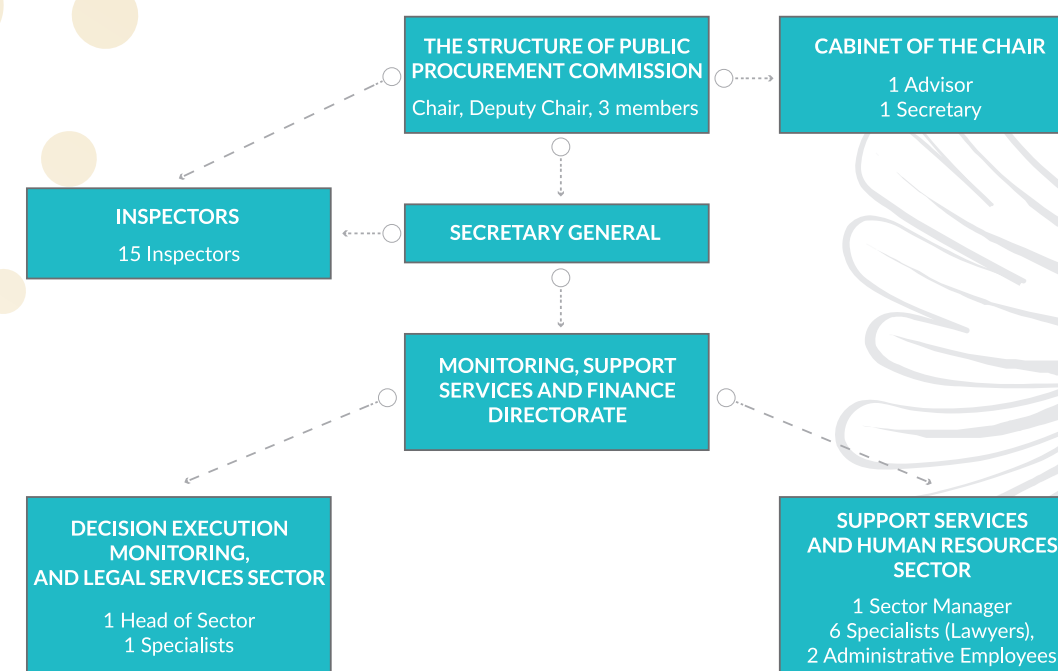 THE STRUCTURE OF PUBLIC
PROCUREMENT COMMISSION
Chair, Deputy Chair, 3 members
CABINET OF THE CHAIR
1 Advisor
1 Secretary
INSPECTORS
15 Inspectors
SECRETARY GENERAL
MONITORING, SUPPORT
SERVICES AND FINANCE
DIRECTORATE
DECISION EXECUTION
MONITORING,
AND LEGAL SERVICES SECTOR
1 Head of Sector
1 Specialists
SUPPORT SERVICES
AND HUMAN RESOURCES
SECTOR
1 Sector Manager
6 Specialists (Lawyers),
2 Administrative Employees